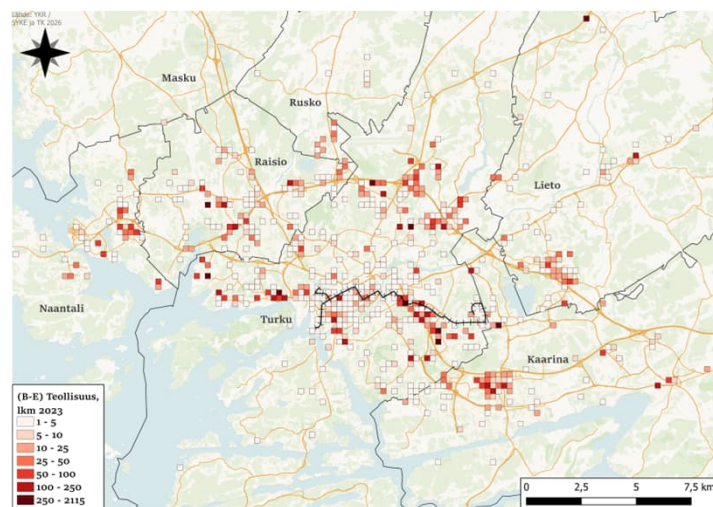 Lähde: YKR /
SYKE ja TK 2026
Masku
Rusko
Raisio
Lieto
Naantali
Turku
Kaarina
(B-E) Teollisuus,
lkm 2023
1 - 5
5 - 10
10 - 25
25 - 50
50 - 100
100 - 250
250 - 2115
0 2,5 5 7,5 km